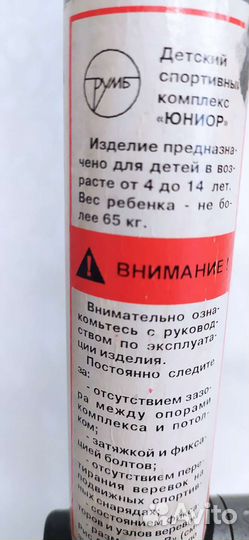 РУМБ
Детский
спортивный
комплекс
«ЮНИОР»
Изделие предназна-
чено для детей в воз-
расте от 4 до 14 лет.
Вес ребенка - не бо-
лее 65 кг.
ВНИМАНИЕ!
Внимательно озна-
комьтесь с руковод-
ством по эксплуата-
ции изделия.
Постоянно следите
за:
- отсутствием зазо-
ра между опорами
комплекса и потол-
ком;
- затяжкой и фикса-
цией болтов;
- отсутствием пере-
тирания веревок и
подвижных спортив-
ных снарядах;
- состоянием
и узлов
Avito